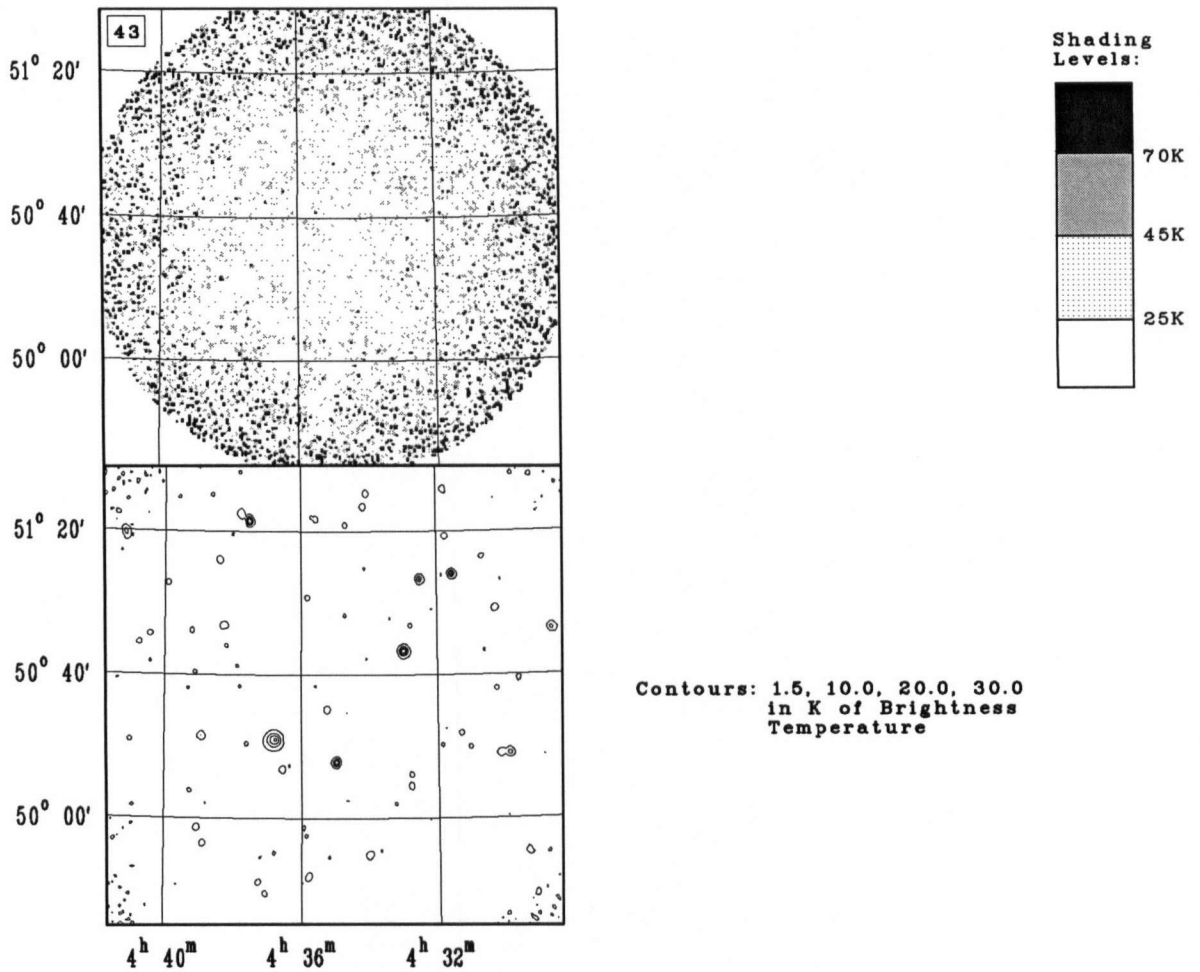 43
51° 20'
50° 40'
50° 00'
Shading
Levels:
70K
45K
25K
51° 20'
50° 40'
50° 00'
4ʰ 40ᵐ 4ʰ 36ᵐ 4ʰ 32ᵐ
Contours: 1.5, 10.0, 20.0, 30.0
in K of Brightness
Temperature